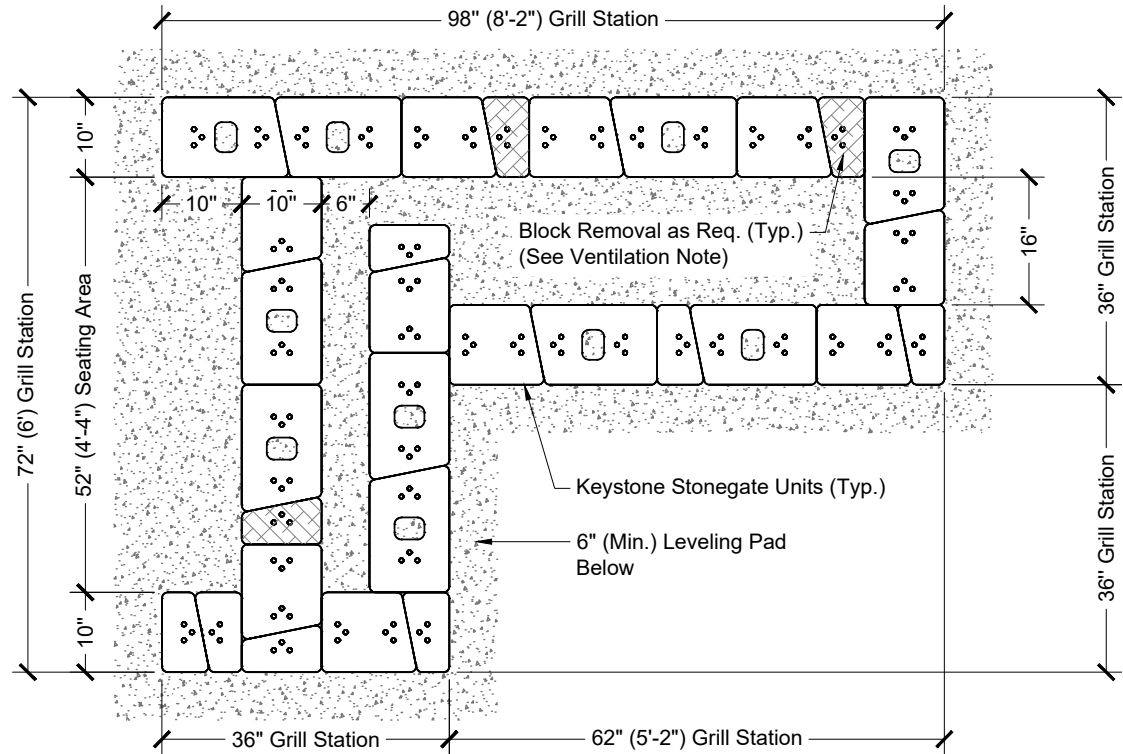 98" (8'-2") Grill Station
10"
10"
10"
6"
Block Removal as Req. (Typ.)
(See Ventilation Note)
16"
36" Grill Station
72" (6') Grill Station
52" (4'-4") Seating Area
Keystone Stonegate Units (Typ.)
6" (Min.) Leveling Pad
Below
36" Grill Station
10"
36" Grill Station
62" (5'-2") Grill Station